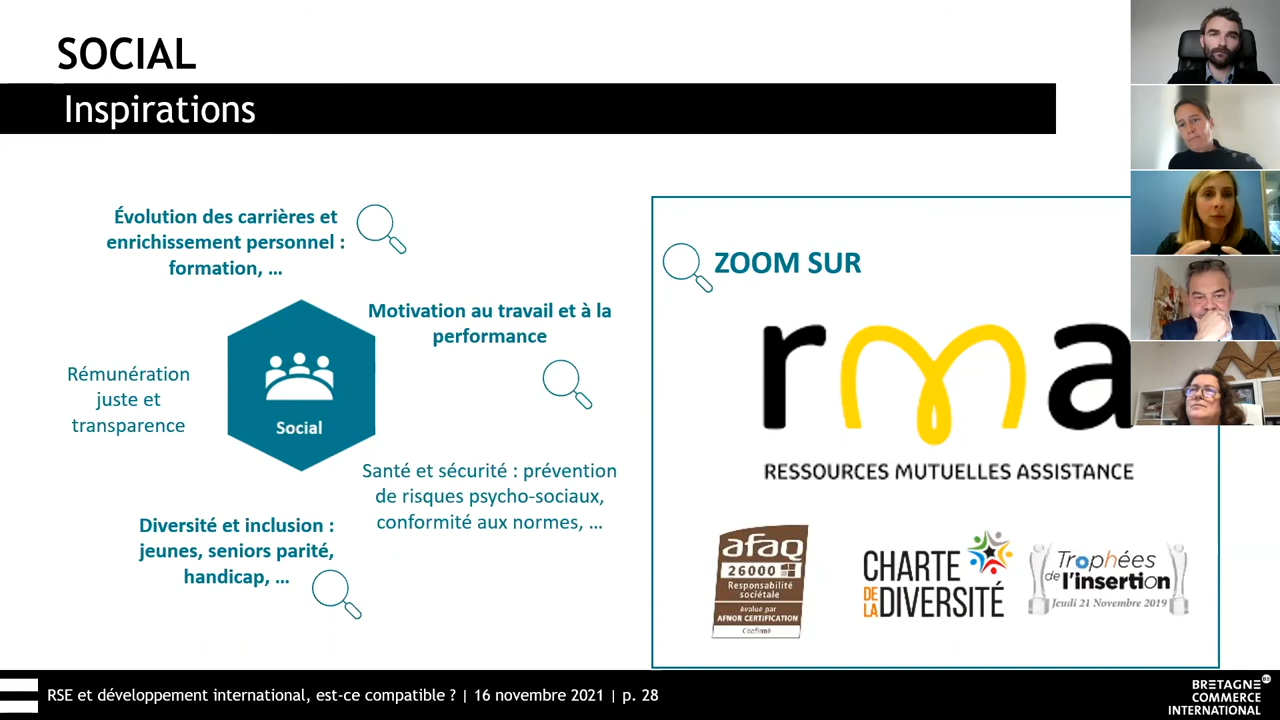 SOCIAL
Inspirations
Évolution des carrières et
enrichissement personnel :
formation, ...
Motivation au travail et à la
performance
Rémunération
juste et
transparence
Social
Santé et sécurité : prévention
de risques psycho-sociaux,
conformité aux normes, ...
Diversité et inclusion :
jeunes, seniors parité,
handicap, ...
ZOOM SUR
rma
RESSOURCES MUTUELLES ASSISTANCE
afaq
26000
Responsabilité
sociétale
évalué par
AFNOR CERTIFICATION
Confirmé
CHARTE
DE LA DIVERSITÉ
Trophées
de l'insertion
Jeudi 21 Novembre 2019
RSE et développement international, est-ce compatible ? | 16 novembre 2021 | p. 28
BRETAGNE
COMMERCE
INTERNATIONAL